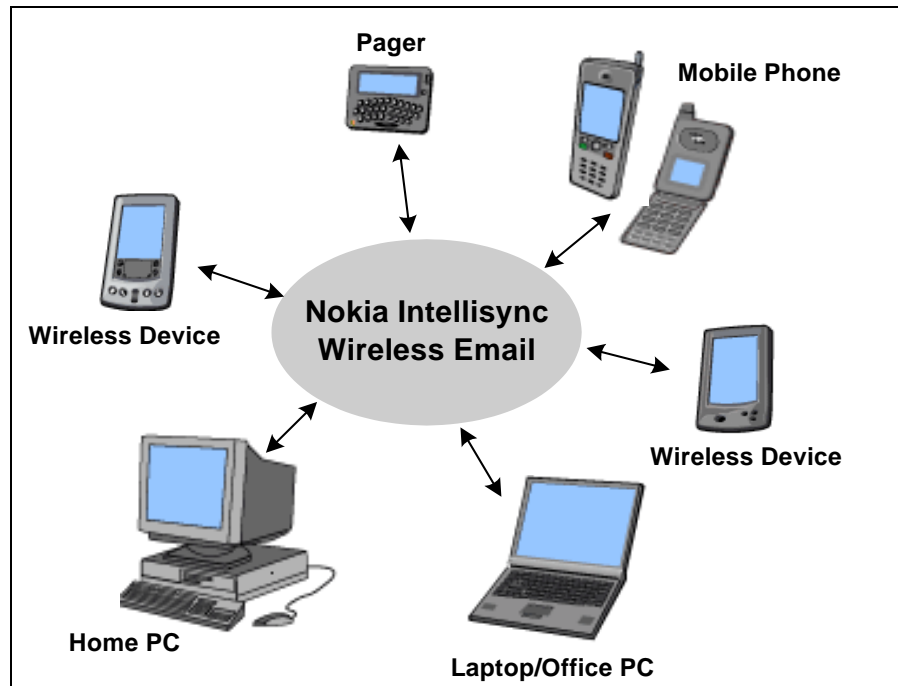 Pager
Mobile Phone
Wireless Device
Nokia Intellisync
Wireless Email
Wireless Device
Home PC
Laptop/Office PC